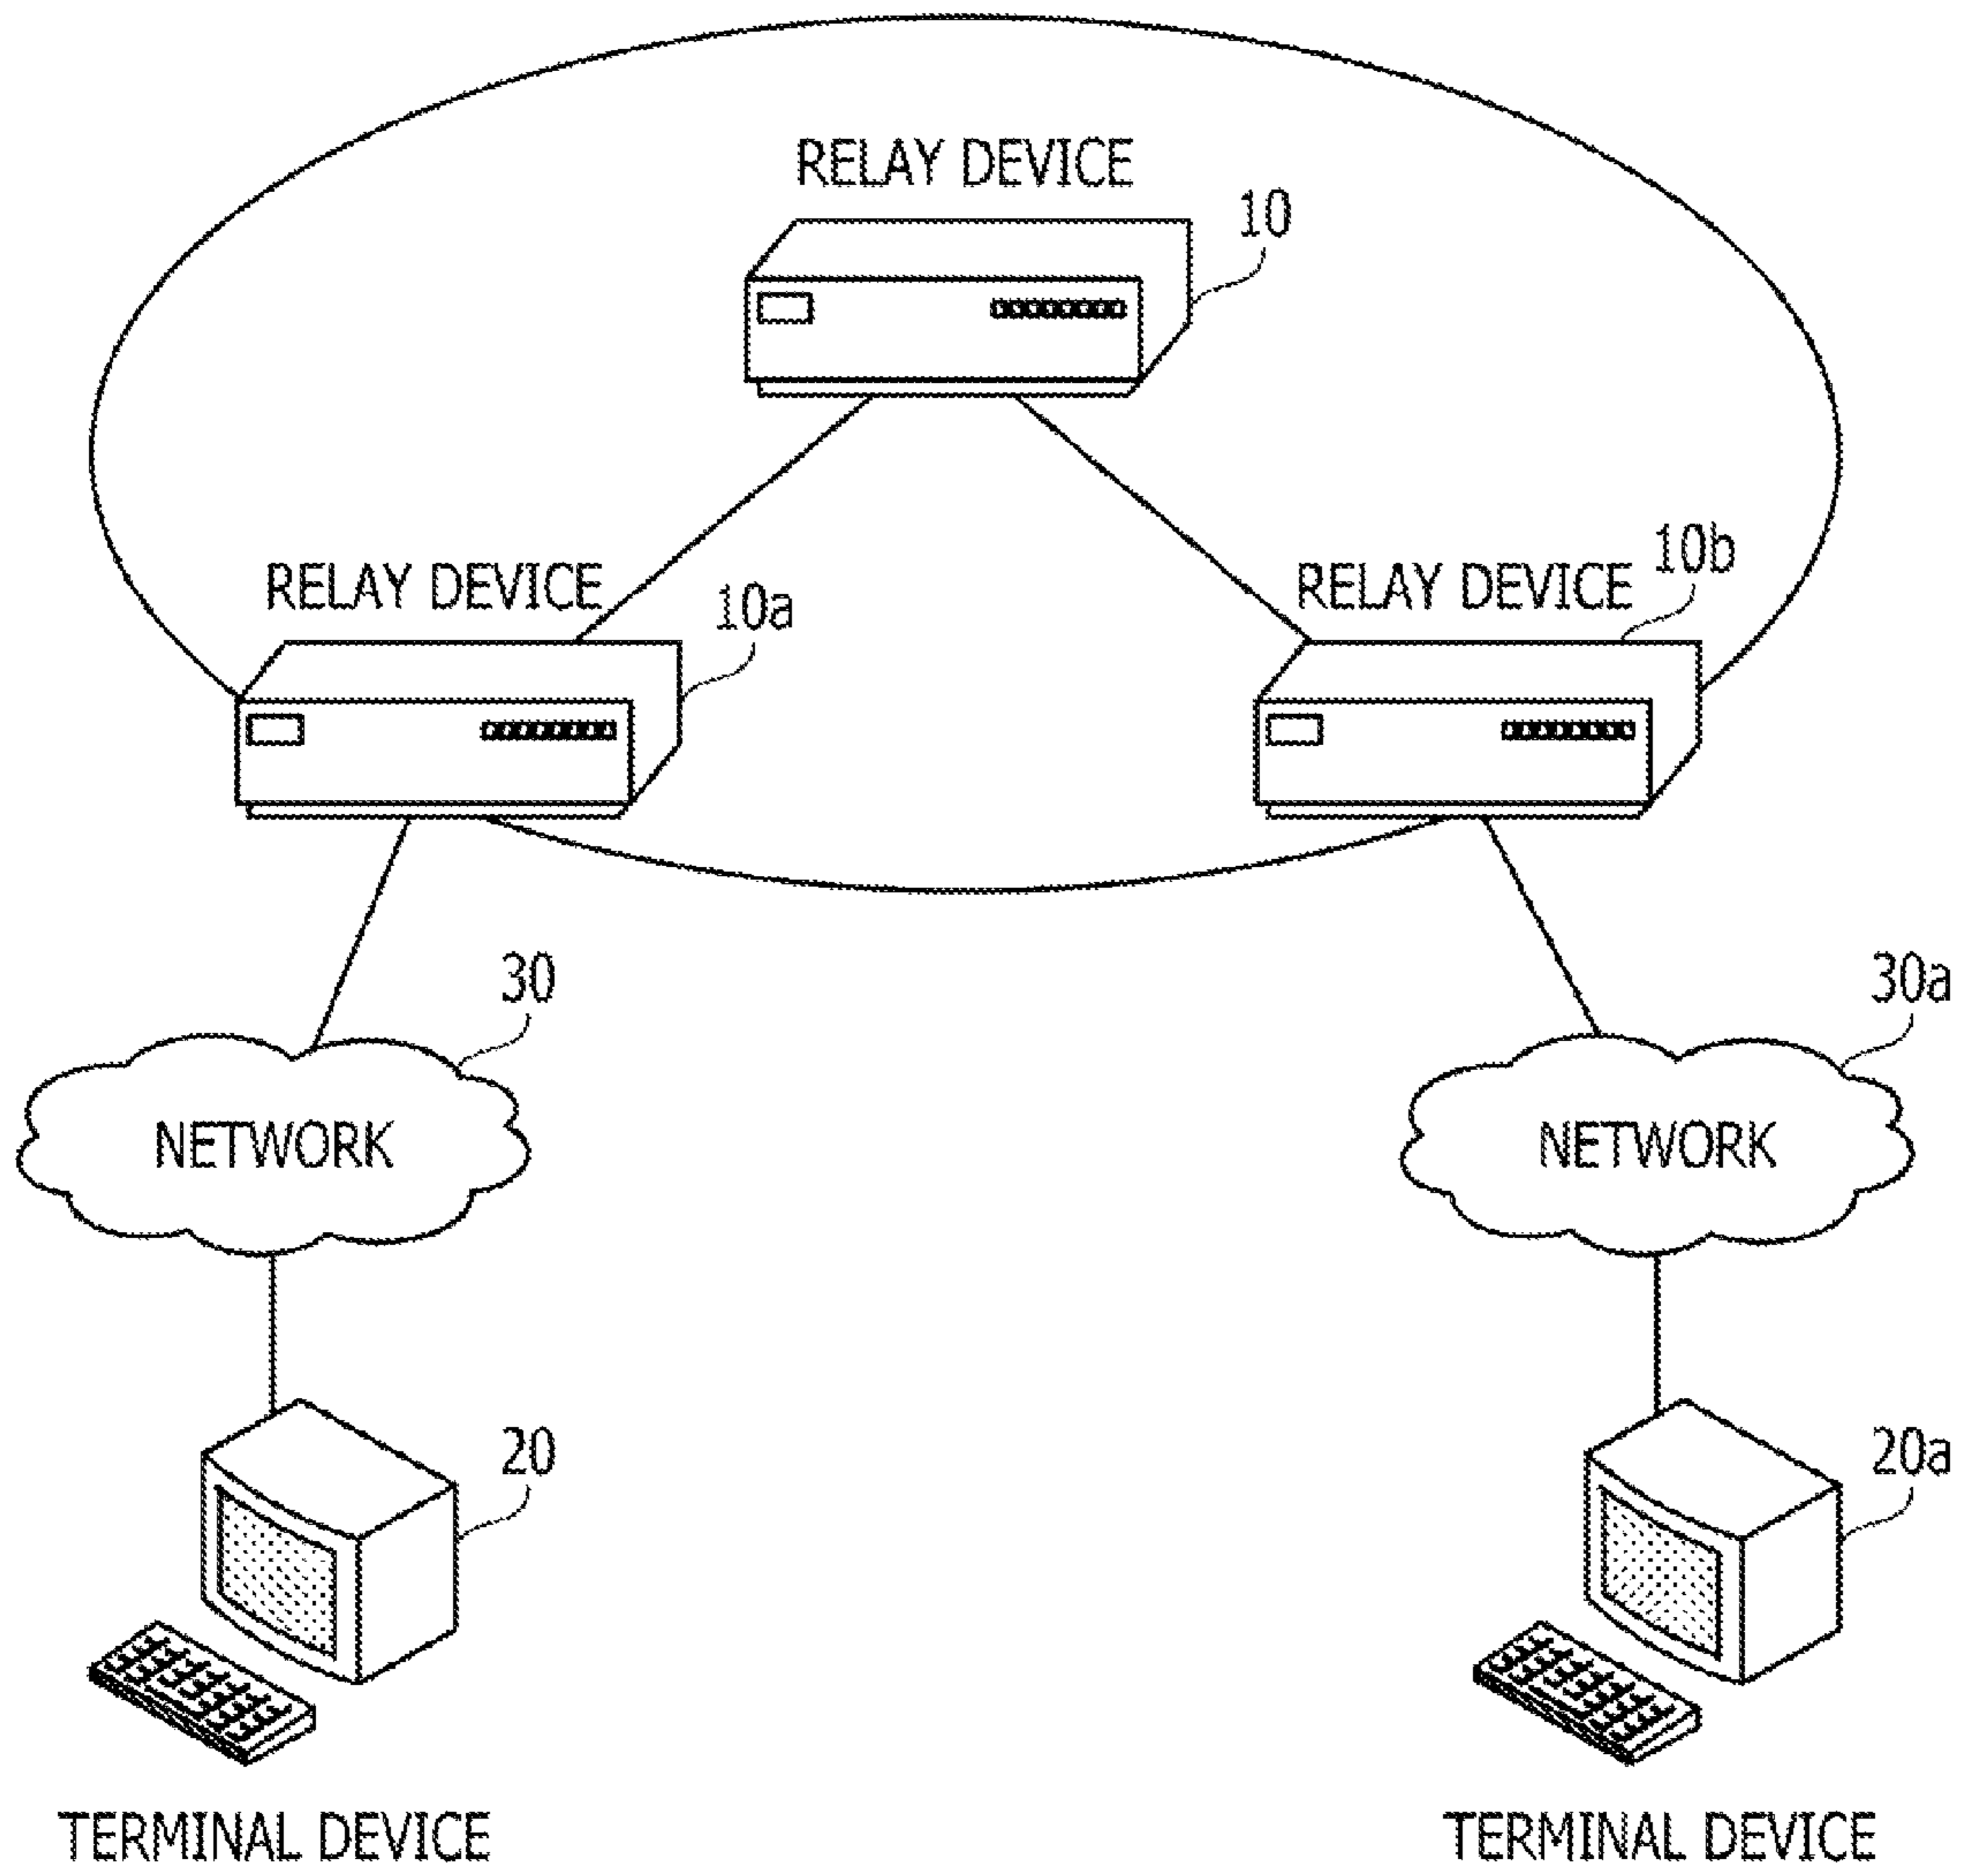 RELAY DEVICE
10
RELAY DEVICE
10a
RELAY DEVICE
10b
30
NETWORK
30a
NETWORK
20
20a
TERMINAL DEVICE
TERMINAL DEVICE